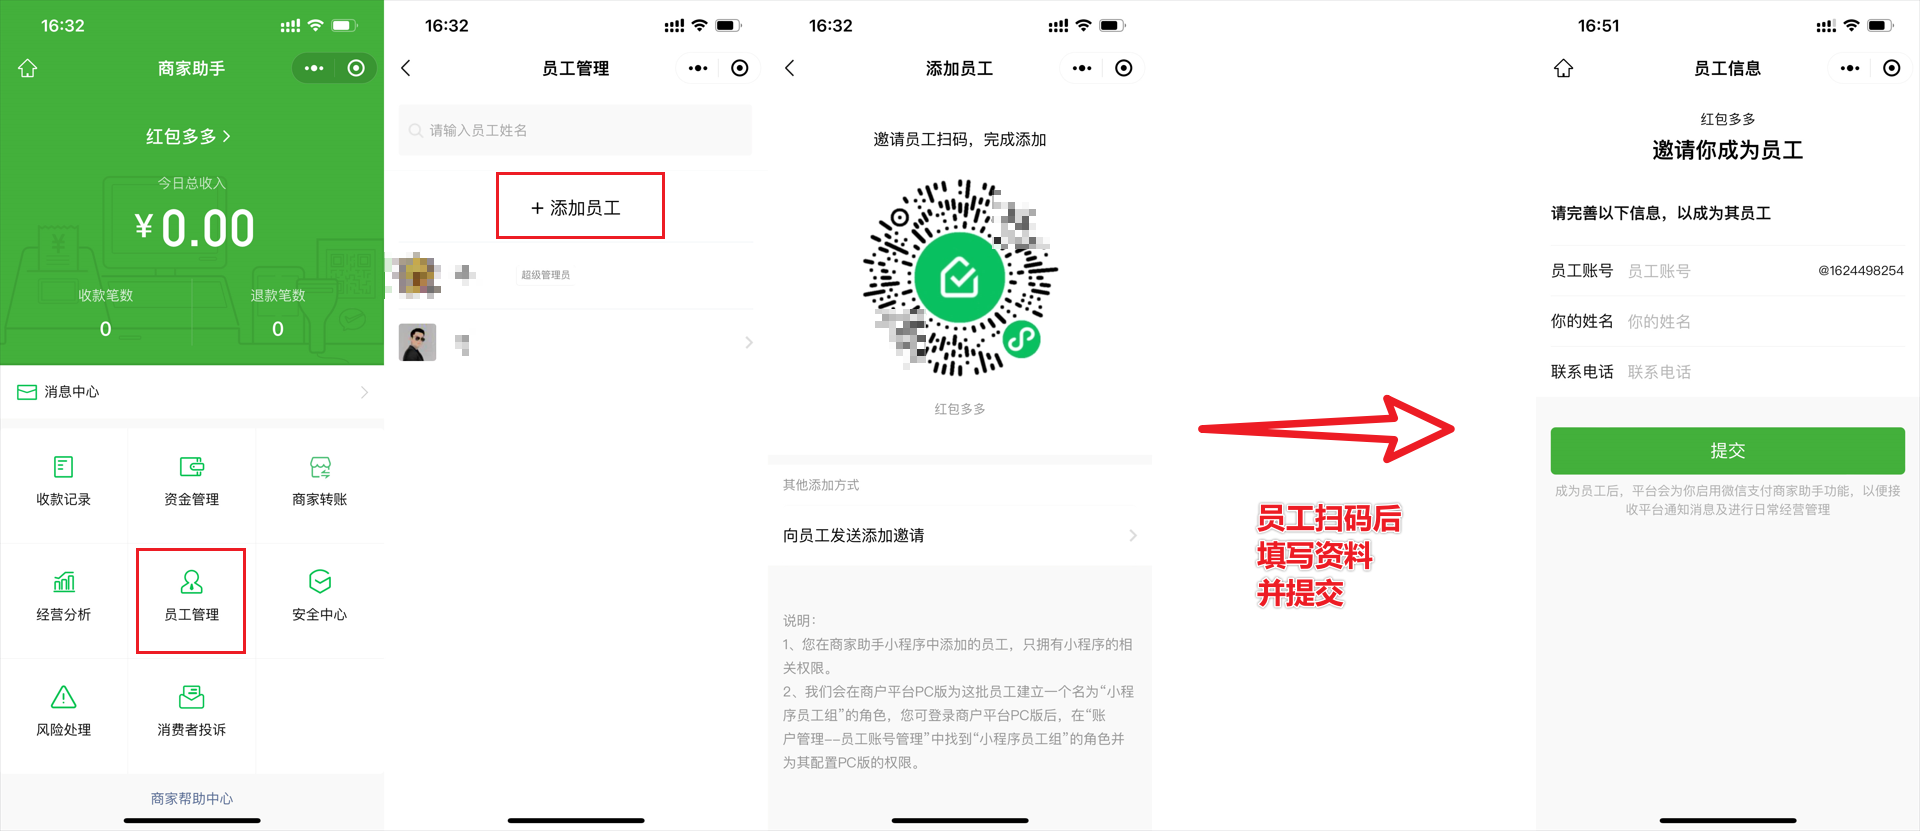 16:32
商家助手
红包多多
今日总收入
¥0.00
收款笔数
退款笔数
0
0
消息中心
收款记录
资金管理
商家转账
经营分析
员工管理
安全中心
风险处理
消费者投诉
商家帮助中心
16:32
员工管理
请输入员工姓名
+ 添加员工
超级管理员
16:32
添加员工
邀请员工扫码，完成添加
红包多多
其他添加方式
向员工发送添加邀请
说明：
1、您在商家助手小程序中添加的员工，只拥有小程序的相
关权限。
2、我们会在商户平台PC版为这批员工建立一个名为“小程
序员工组”的角色，您可登录商户平台PC版后，在“账
户管理--员工账号管理”中找到“小程序员工组”的角色并
为其配置PC版的权限。
员工扫码后
填写资料
并提交
16:51
员工信息
红包多多
邀请你成为员工
请完善以下信息，以成为其员工
员工账号 员工账号 @1624498254
你的姓名 你的姓名
联系电话 联系电话
提交
成为员工后，平台会为你启用微信支付商家助手功能，以便接
收平台通知消息及进行日常经营管理